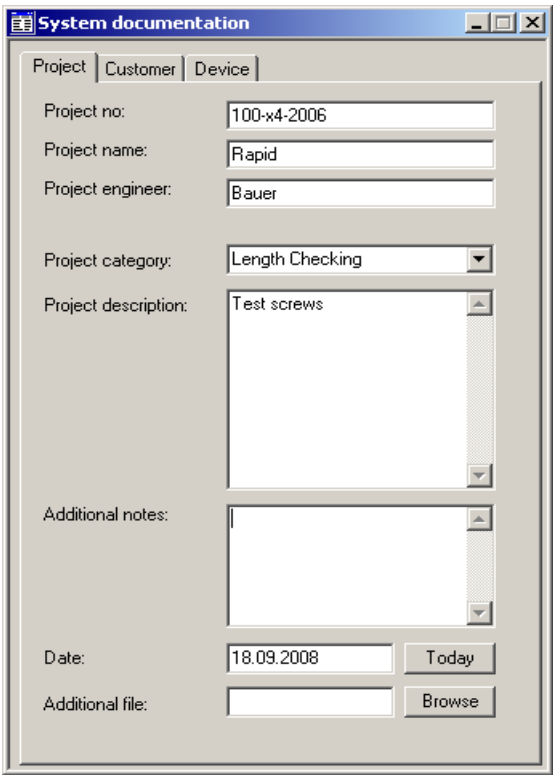 System documentation
Project Customer Device
Project no: 100-x4-2006
Project name: Rapid
Project engineer: Bauer
Project category: Length Checking
Project description: Test screws
Additional notes:
Date: 18.09.2008 Today
Additional file: Browse